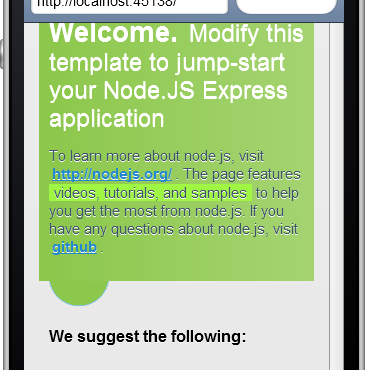 http://localhost:45138/
Welcome. Modify this
template to jump-start
your Node.JS Express
application
To learn more about node.js, visit
http://nodejs.org/ . The page features
videos, tutorials, and samples to help
you get the most from node.js. If you
have any questions about node.js, visit
github .
We suggest the following: